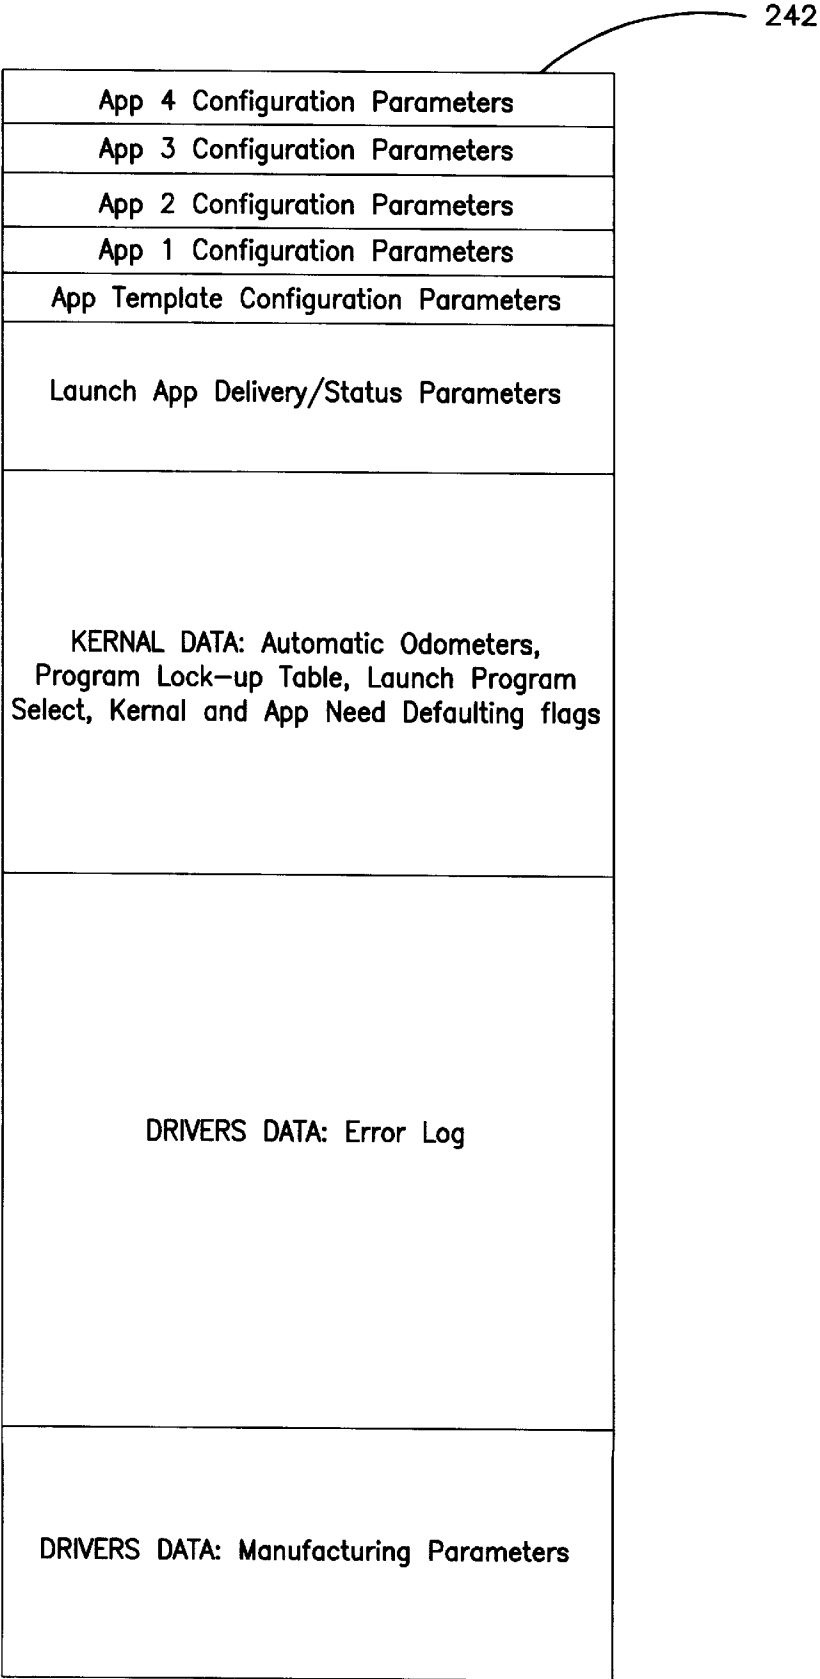 242
App 4 Configuration Parameters
App 3 Configuration Parameters
App 2 Configuration Parameters
App 1 Configuration Parameters
App Template Configuration Parameters
Launch App Delivery/Status Parameters
KERNAL DATA: Automatic Odometers,
Program Lock-up Table, Launch Program
Select, Kernal and App Need Defaulting flags
DRIVERS DATA: Error Log
DRIVERS DATA: Manufacturing Parameters